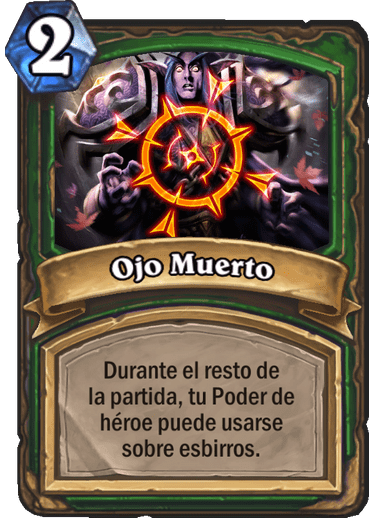 2
Ojo Muerto
Durante el resto de
la partida, tu Poder de
héroe puede usarse
sobre esbirros.